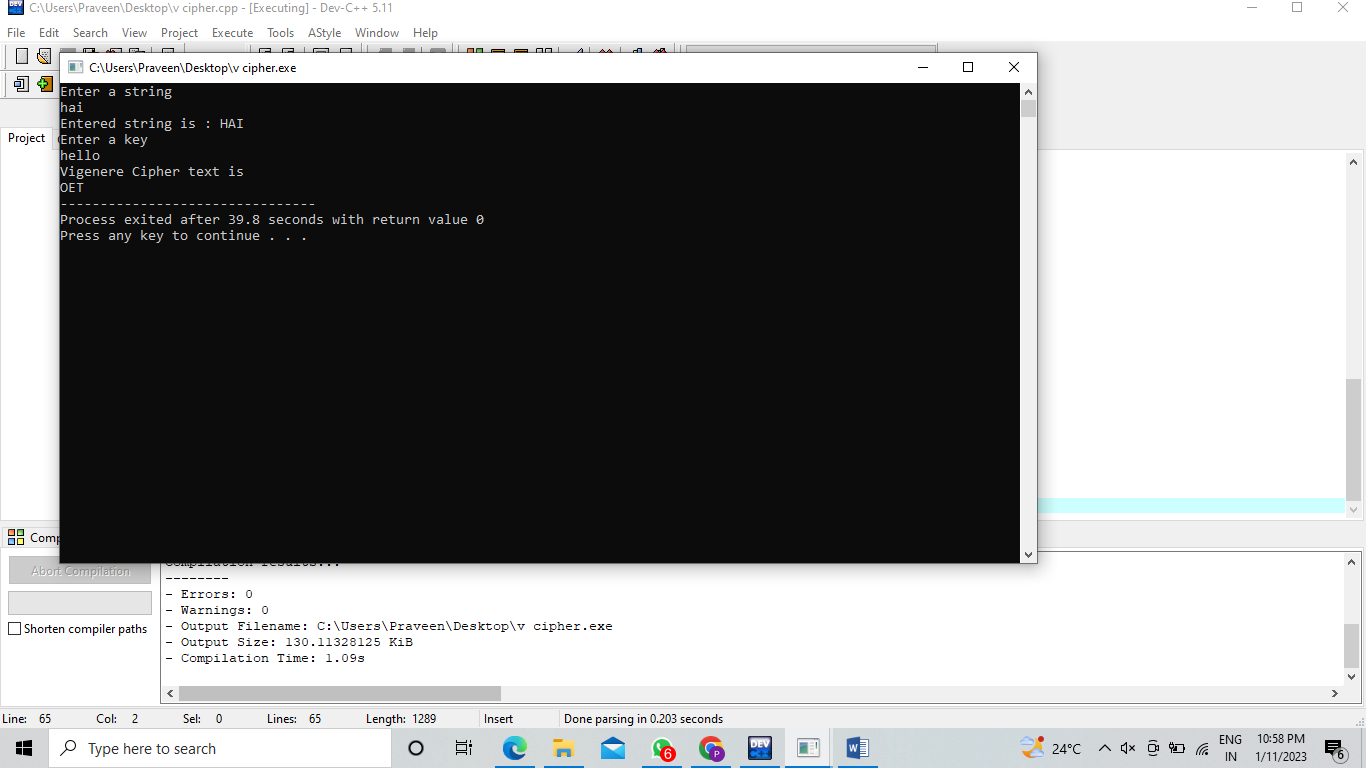 C:\Users\Praveen\Desktop\v cipher.cpp - [Executing] - Dev-C++ 5.11
File Edit Search View Project Execute Tools AStyle Window Help
C:\Users\Praveen\Desktop\v cipher.exe
Project
Enter a string
hai
Entered string is : HAI
Enter a key
hello
Vigenere Cipher text is
OET
--------------------------------
Process exited after 39.8 seconds with return value 0
Press any key to continue . . .
Abort Compilation
Shorten compiler paths
Compilation results...
--------
- Errors: 0
- Warnings: 0
- Output Filename: C:\Users\Praveen\Desktop\v cipher.exe
- Output Size: 130.11328125 KiB
- Compilation Time: 1.09s
Line: 65 Col: 2 Sel: 0 Lines: 65 Length: 1289 Insert Done parsing in 0.203 seconds
Type here to search
6
P
DEV
24°C
ENG
IN
10:58 PM
1/11/2023
6